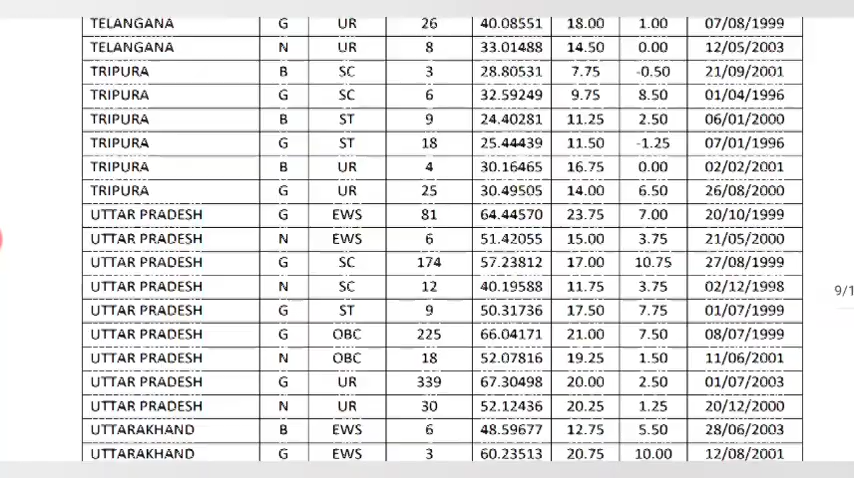 TELANGANA G UR 26 40.08551 18.00 1.00 07/08/1999
TELANGANA N UR 8 33.01488 14.50 0.00 12/05/2003
TRIPURA B SC 3 28.80531 7.75 -0.50 21/09/2001
TRIPURA G SC 6 32.59249 9.75 8.50 01/04/1996
TRIPURA B ST 9 24.40281 11.25 2.50 06/01/2000
TRIPURA G ST 18 25.44439 11.50 -1.25 07/01/1996
TRIPURA B UR 4 30.16465 16.75 0.00 02/02/2001
TRIPURA G UR 25 30.49505 14.00 6.50 26/08/2000
UTTAR PRADESH G EWS 81 64.44570 23.75 7.00 20/10/1999
UTTAR PRADESH N EWS 6 51.42055 15.00 3.75 21/05/2000
UTTAR PRADESH G SC 174 57.23812 17.00 10.75 27/08/1999
UTTAR PRADESH N SC 12 40.19588 11.75 3.75 02/12/1998
9/1
UTTAR PRADESH G ST 9 50.31736 17.50 7.75 01/07/1999
UTTAR PRADESH G OBC 225 66.04171 21.00 7.50 08/07/1999
UTTAR PRADESH N OBC 18 52.07816 19.25 1.50 11/06/2001
UTTAR PRADESH G UR 339 67.30498 20.00 2.50 01/07/2003
UTTAR PRADESH N UR 30 52.12436 20.25 1.25 20/12/2000
UTTARAKHAND B EWS 6 48.59677 12.75 5.50 28/06/2003
UTTARAKHAND G EWS 3 60.23513 20.75 10.00 12/08/2001